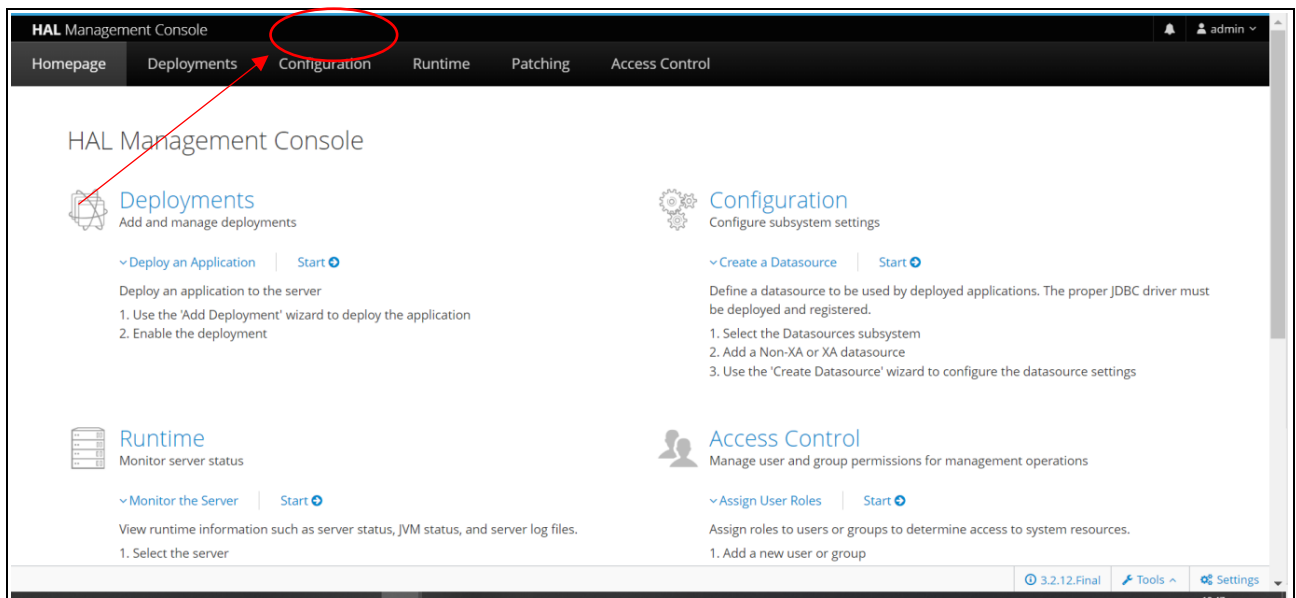 HAL Management Console
admin
Homepage Deployments Configuration Runtime Patching Access Control
HAL Management Console
Deployments
Add and manage deployments
Deploy an Application Start
Deploy an application to the server
1. Use the 'Add Deployment' wizard to deploy the application
2. Enable the deployment
Configuration
Configure subsystem settings
Create a Datasource Start
Define a datasource to be used by deployed applications. The proper JDBC driver must
be deployed and registered.
1. Select the Datasources subsystem
2. Add a Non-XA or XA datasource
3. Use the 'Create Datasource' wizard to configure the datasource settings
Runtime
Monitor server status
Monitor the Server Start
View runtime information such as server status, JVM status, and server log files.
1. Select the server
Access Control
Manage user and group permissions for management operations
Assign User Roles Start
Assign roles to users or groups to determine access to system resources.
1. Add a new user or group
3.2.12.Final Tools Settings